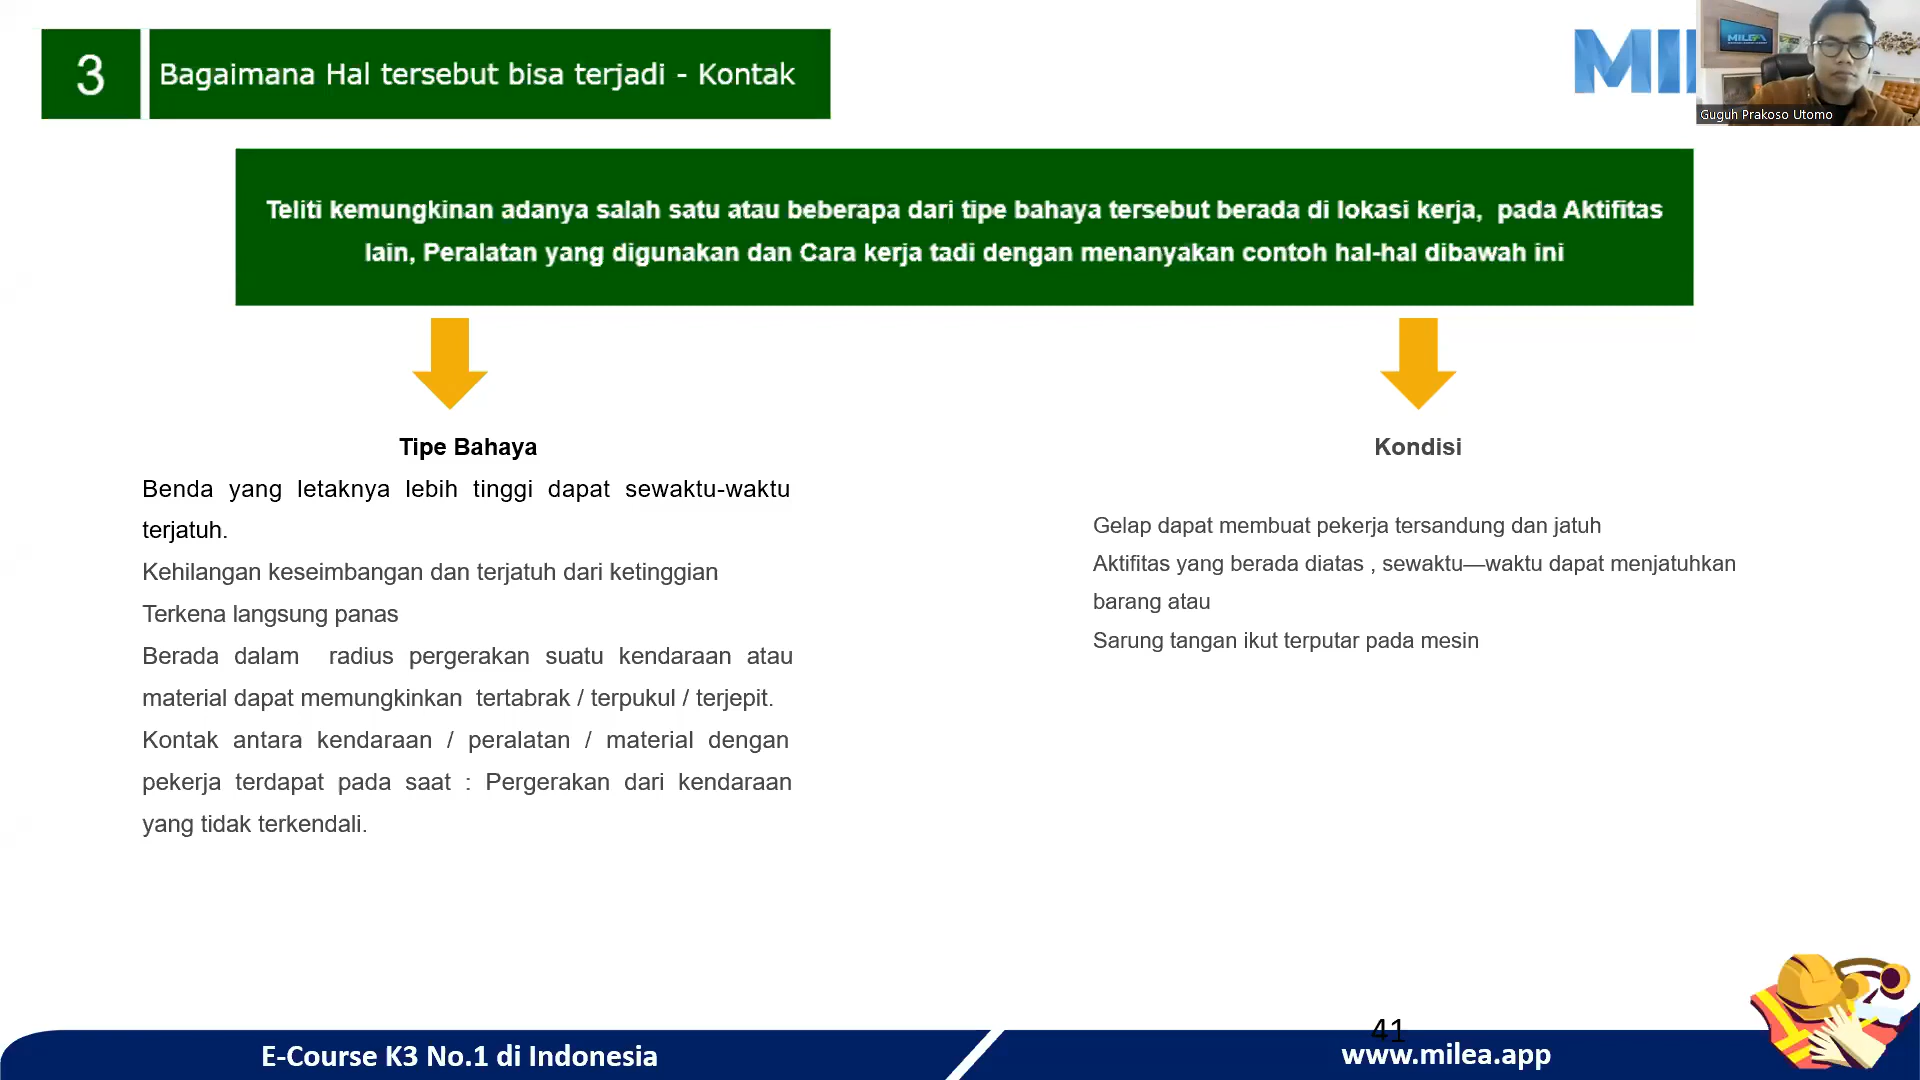 3
Bagaimana Hal tersebut bisa terjadi - Kontak
MILEA
Guguh Prakoso Utomo
Teliti kemungkinan adanya salah satu atau beberapa dari tipe bahaya tersebut berada di lokasi kerja, pada Aktifitas
lain, Peralatan yang digunakan dan Cara kerja tadi dengan menanyakan contoh hal-hal dibawah ini
Tipe Bahaya
Benda yang letaknya lebih tinggi dapat sewaktu-waktu
terjatuh.
Kehilangan keseimbangan dan terjatuh dari ketinggian
Terkena langsung panas
Berada dalam radius pergerakan suatu kendaraan atau
material dapat memungkinkan tertabrak / terpukul / terjepit.
Kontak antara kendaraan / peralatan / material dengan
pekerja terdapat pada saat : Pergerakan dari kendaraan
yang tidak terkendali.
Kondisi
Gelap dapat membuat pekerja tersandung dan jatuh
Aktifitas yang berada diatas , sewaktu—waktu dapat menjatuhkan
barang atau
Sarung tangan ikut terputar pada mesin
41
E-Course K3 No.1 di Indonesia
www.milea.app